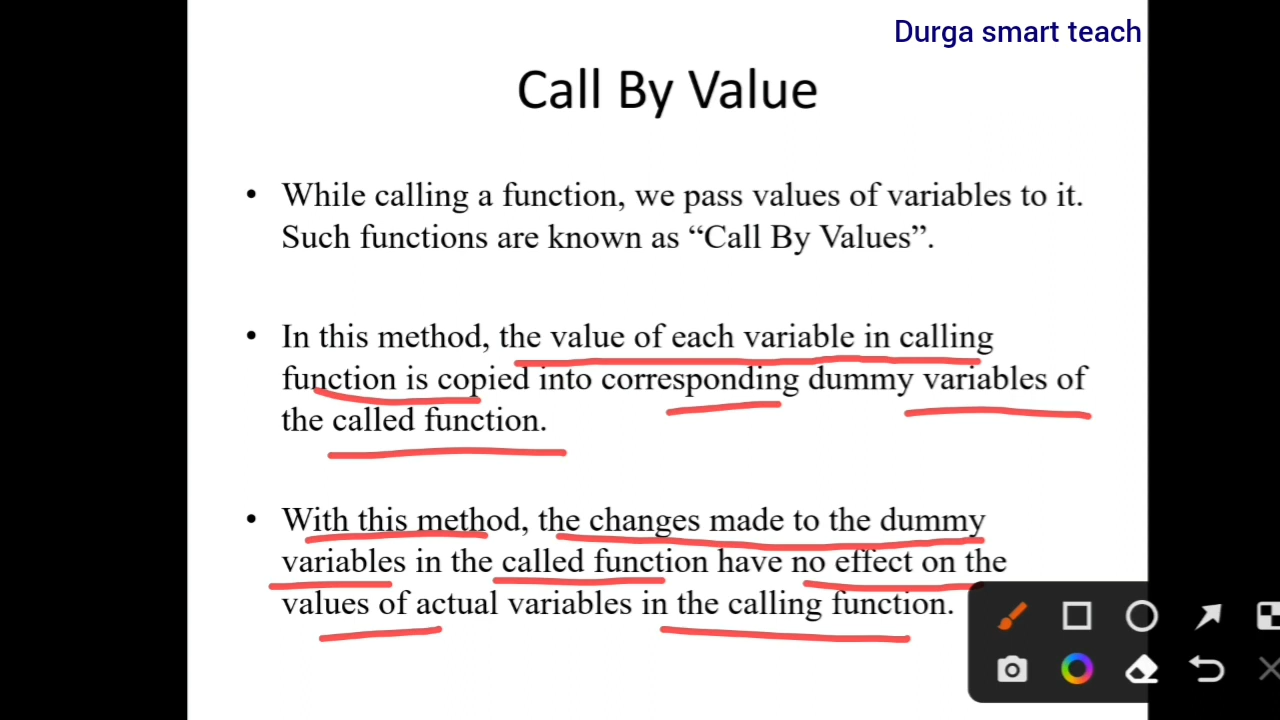 Durga smart teach
Call By Value
• While calling a function, we pass values of variables to it.
Such functions are known as “Call By Values”.
• In this method, the value of each variable in calling
function is copied into corresponding dummy variables of
the called function.
• With this method, the changes made to the dummy
variables in the called function have no effect on the
values of actual variables in the calling function.